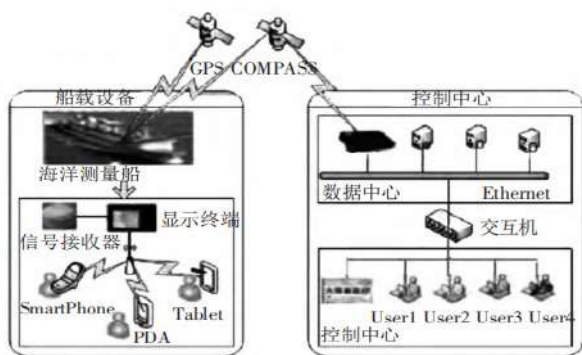 GPS COMPASS
船载设备
海洋测量船
显示终端
信号接收器
SmartPhone
PDA
Tablet
控制中心
数据中心
Ethernet
交互机
User1 User2 User3 User4
控制中心